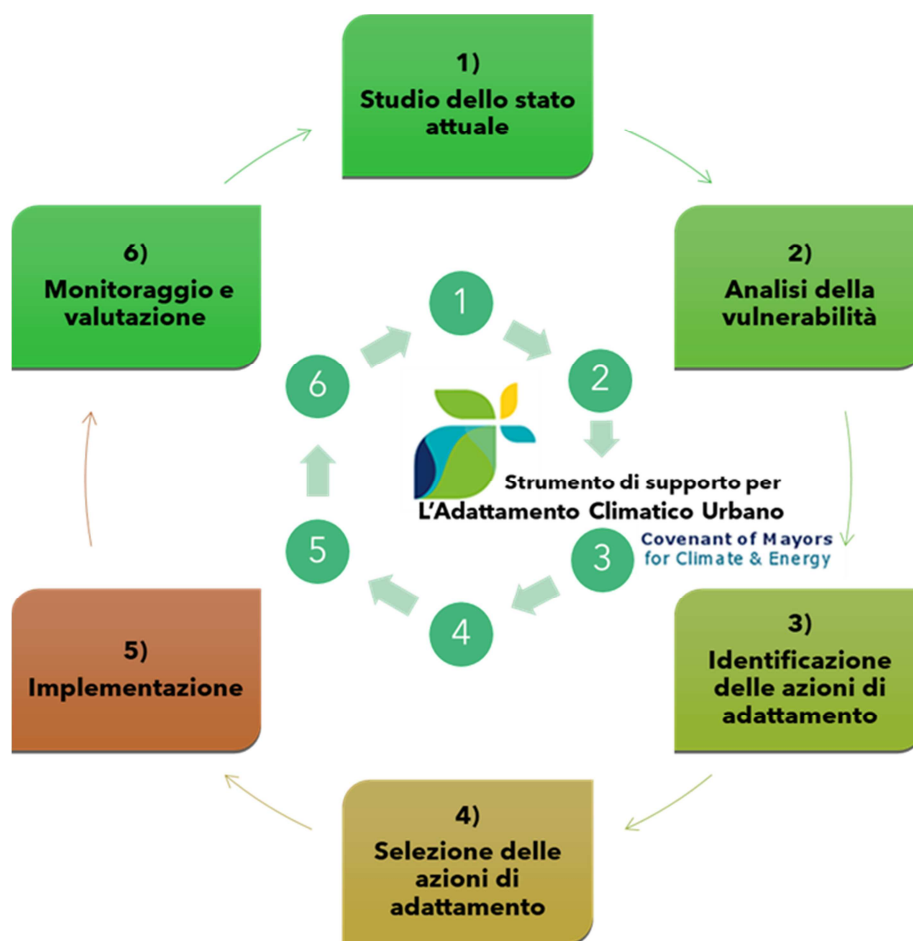 1)
Studio dello stato
attuale
2)
Analisi della
vulnerabilità
3)
Identificazione
delle azioni di
adattamento
4)
Selezione delle
azioni di
adattamento
5)
Implementazione
6)
Monitoraggio e
valutazione
1
2
3
4
5
6
Strumento di supporto per
L'Adattamento Climatico Urbano
Covenant of Mayors
for Climate & Energy